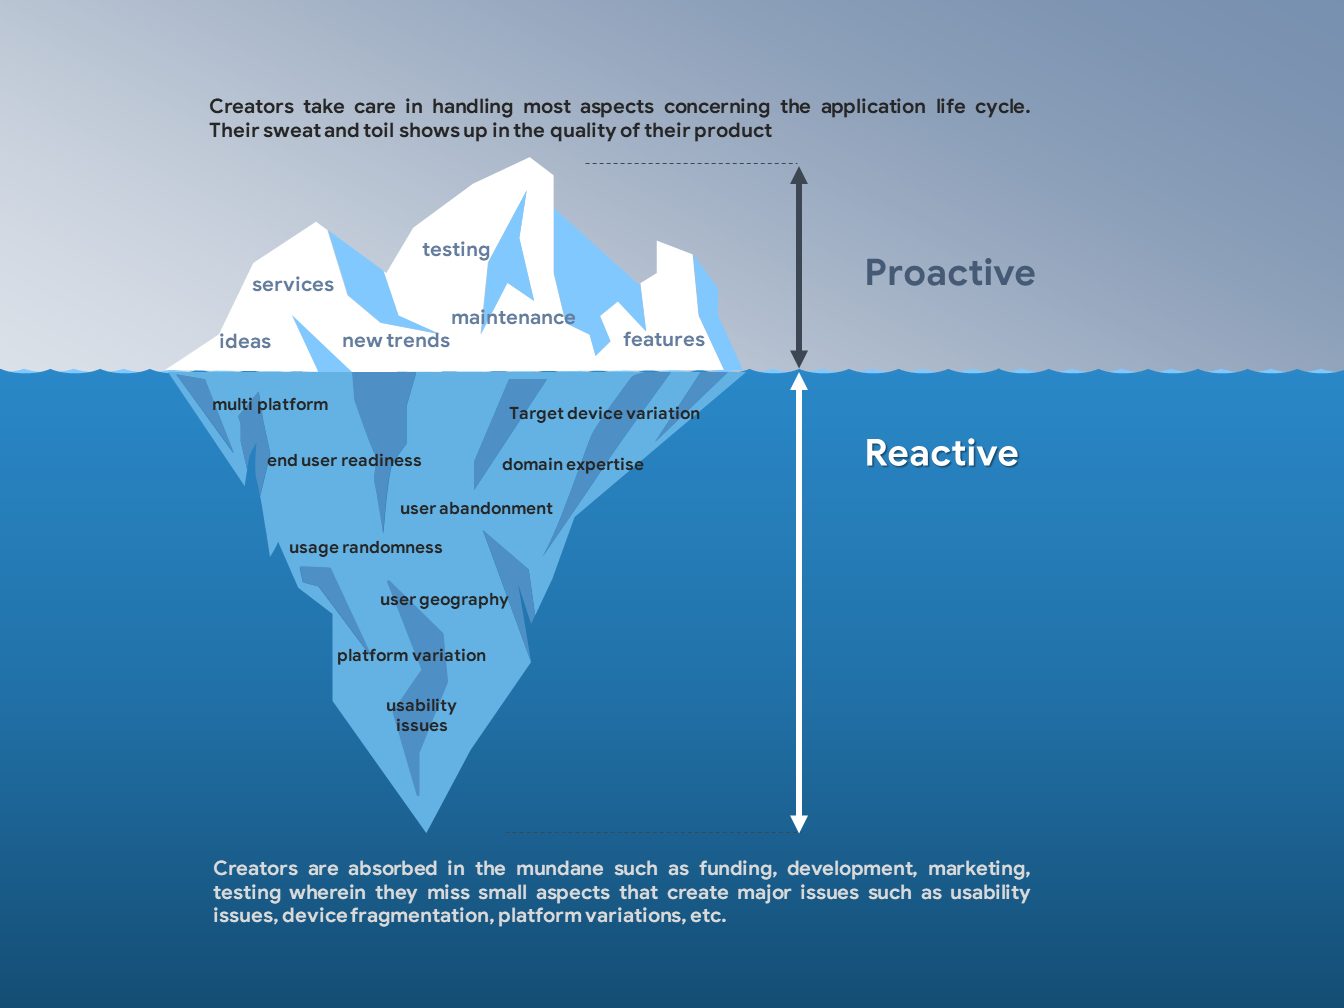 Creators take care in handling most aspects concerning the application life cycle.
Their sweat and toil shows up in the quality of their product
testing
Proactive
services
maintenance
ideas
new trends
features
multi platform
Target device variation
Reactive
end user readiness
domain expertise
user abandonment
usage randomness
user geography
platform variation
usability
issues
Creators are absorbed in the mundane such as funding, development, marketing,
testing wherein they miss small aspects that create major issues such as usability
issues, device fragmentation, platform variations, etc.